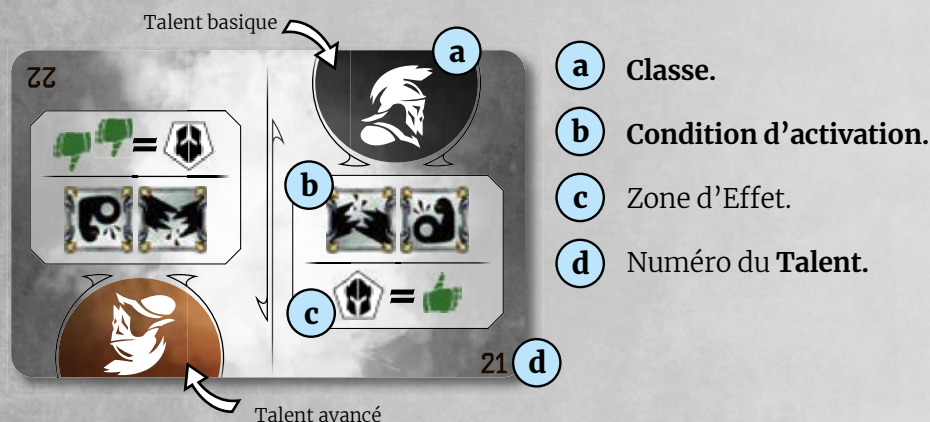 Talent basique
a
22
b
c
21
d
Talent avancé
a Classe.
b Condition d’activation.
c Zone d’Effet.
d Numéro du Talent.